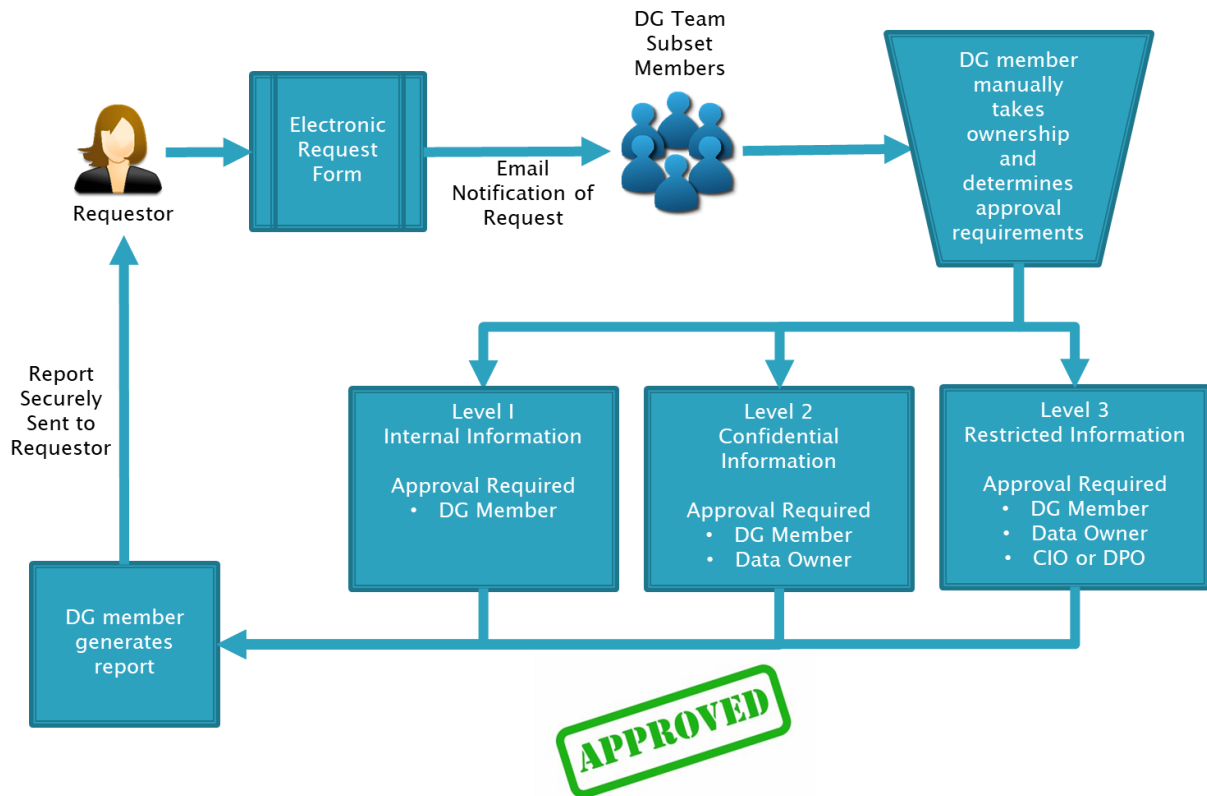 DG Team
Subset
Members
DG member
manually
takes
ownership
and
determines
approval
requirements
Electronic
Request
Form
Email
Notification of
Request
Requestor
Report
Securely
Sent to
Requestor
Level 1
Internal Information
Approval Required
• DG Member
Level 2
Confidential
Information
Approval Required
• DG Member
• Data Owner
Level 3
Restricted Information
Approval Required
• DG Member
• Data Owner
• CIO or DPO
DG member
generates
report
APPROVED